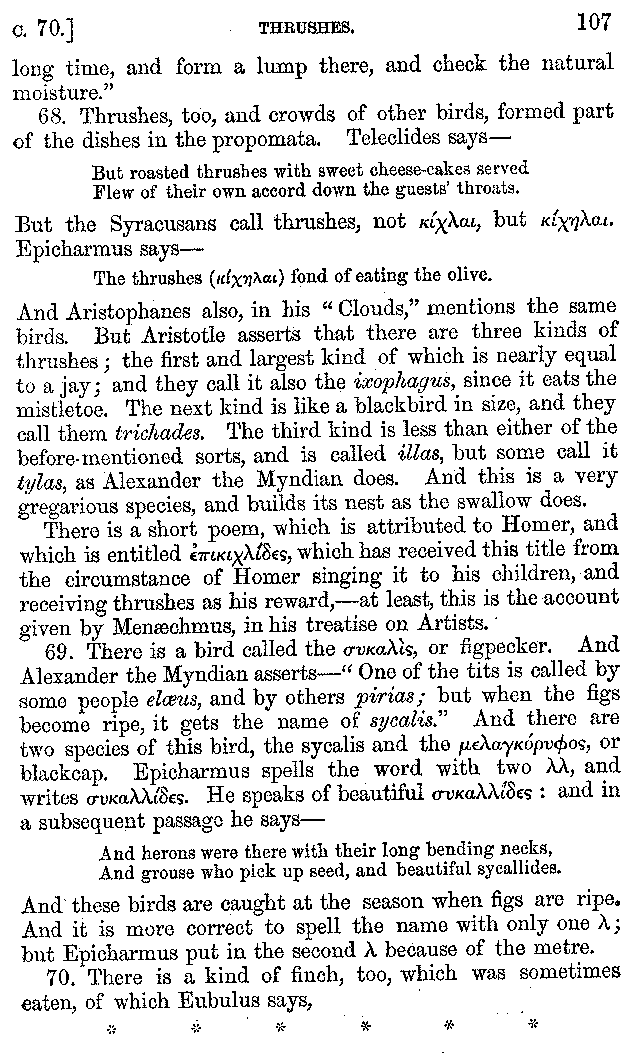 c. 70.] THRUSHES. 107
long time, and form a lump there, and check the natural
moisture.”
68. Thrushes, too, and crowds of other birds, formed part
of the dishes in the propomata. Teleclides says—
But roasted thrushes with sweet cheese-cakes served
Flew of their own accord down the guests’ throats.
But the Syracusans call thrushes, not κίχλαι, but κίχηλαι.
Epicharmus says—
The thrushes (κίχηλαι) fond of eating the olive.
And Aristophanes also, in his “Clouds,” mentions the same
birds. But Aristotle asserts that there are three kinds of
thrushes; the first and largest kind of which is nearly equal
to a jay; and they call it also the ixophagus, since it eats the
mistletoe. The next kind is like a blackbird in size, and they
call them trichades. The third kind is less than either of the
before-mentioned sorts, and is called illas, but some call it
tylas, as Alexander the Myndian does. And this is a very
gregarious species, and builds its nest as the swallow does.
There is a short poem, which is attributed to Homer, and
which is entitled ἐπικιχλίδες, which has received this title from
the circumstance of Homer singing it to his children, and
receiving thrushes as his reward,—at least, this is the account
given by Menæchmus, in his treatise on Artists.
69. There is a bird called the συκαλὶς, or figpecker. And
Alexander the Myndian asserts—“One of the tits is called by
some people elæus, and by others pirias; but when the figs
become ripe, it gets the name of sycalis.” And there are
two species of this bird, the sycalis and the μελαγκόρυφος, or
blackcap. Epicharmus spells the word with two λλ, and
writes συκαλλίδες. He speaks of beautiful συκαλλίδες : and in
a subsequent passage he says—
And herons were there with their long bending necks,
And grouse who pick up seed, and beautiful sycallides.
And these birds are caught at the season when figs are ripe.
And it is more correct to spell the name with only one λ;
but Epicharmus put in the second λ because of the metre.
70. There is a kind of finch, too, which was sometimes
eaten, of which Eubulus says,
* * * * * *